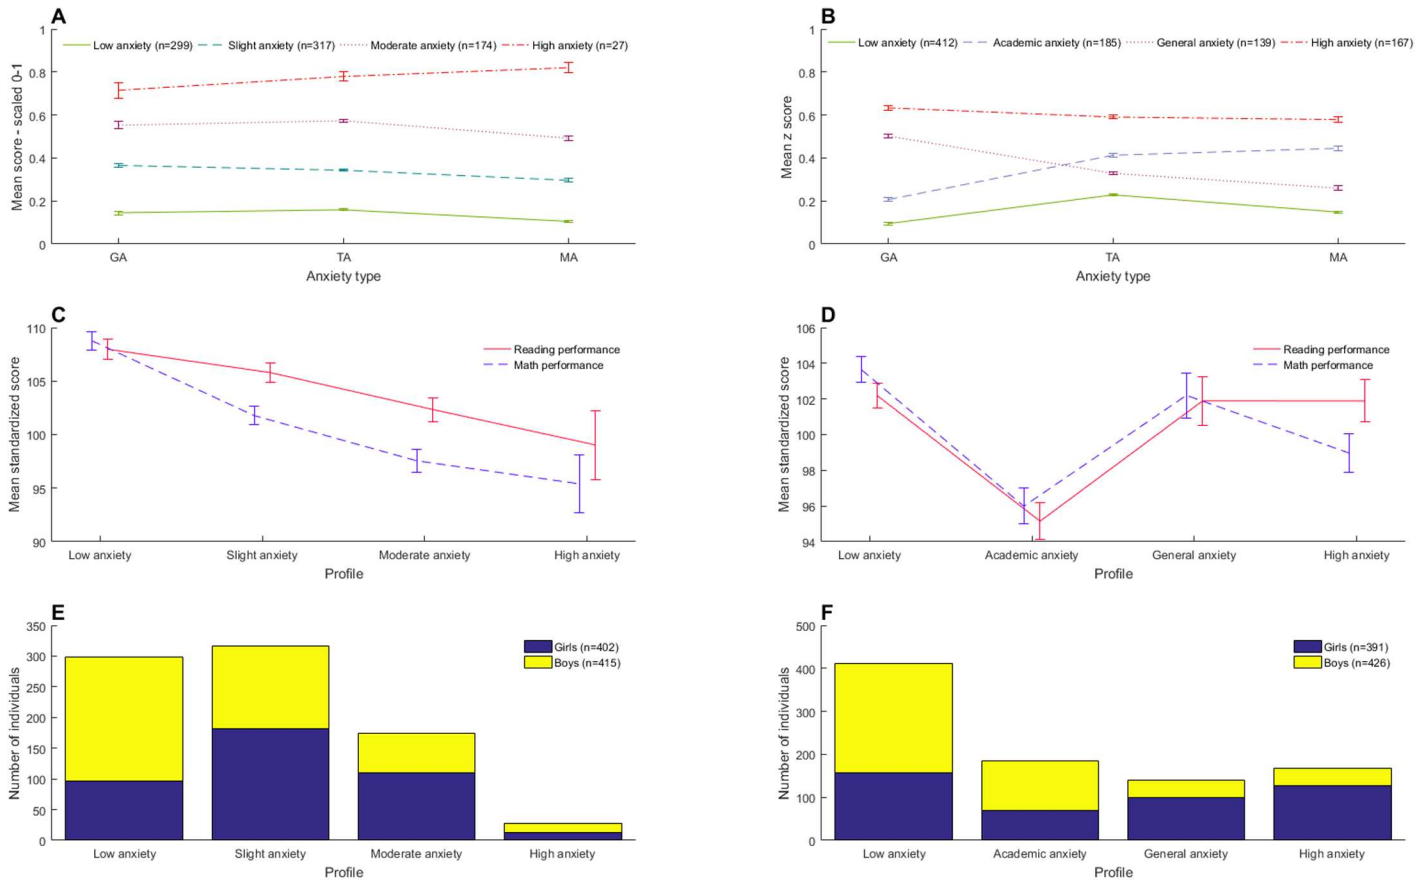 A
Low anxiety (n=299) Slight anxiety (n=317) Moderate anxiety (n=174) High anxiety (n=27)
Mean score - scaled 0-1
1
0.8
0.6
0.4
0.2
0
GA TA MA
Anxiety type
B
Low anxiety (n=412) Academic anxiety (n=185) General anxiety (n=139) High anxiety (n=167)
Mean z score
1
0.8
0.6
0.4
0.2
0
GA TA MA
Anxiety type
C
Reading performance
Math performance
Mean standardized score
110
105
100
95
90
Low anxiety Slight anxiety Moderate anxiety High anxiety
Profile
D
Reading performance
Math performance
Mean standardized score
106
104
102
100
98
96
94
Low anxiety Academic anxiety General anxiety High anxiety
Profile
E
Girls (n=402)
Boys (n=415)
Number of individuals
350
300
250
200
150
100
50
0
Low anxiety Slight anxiety Moderate anxiety High anxiety
Profile
F
Girls (n=391)
Boys (n=426)
Number of individuals
500
400
300
200
100
0
Low anxiety Academic anxiety General anxiety High anxiety
Profile